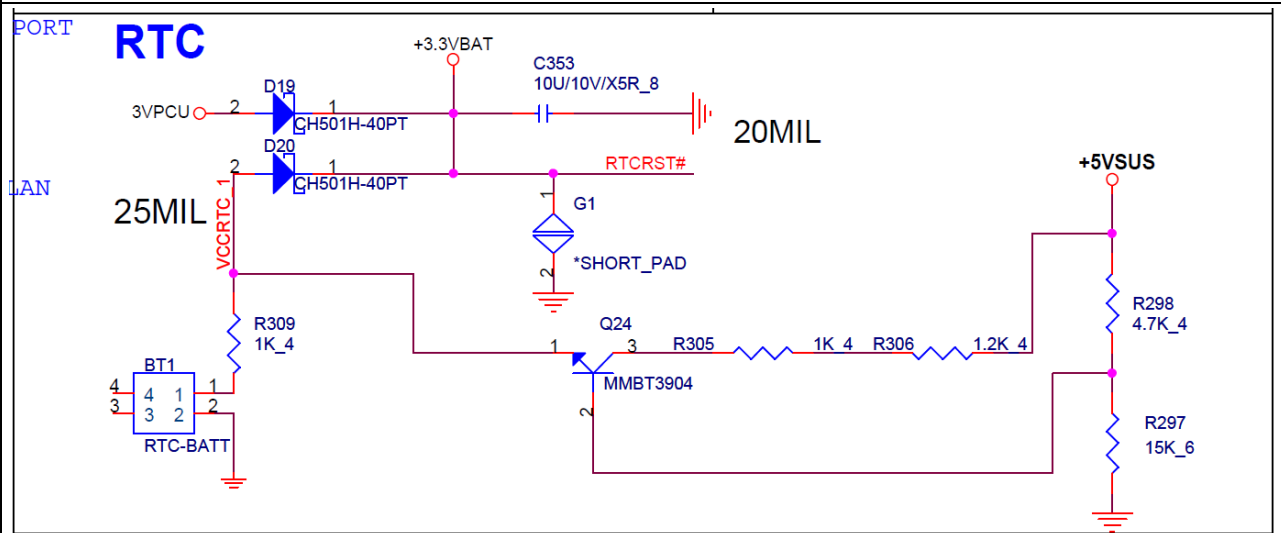 PORT
RTC
+3.3VBAT
C353
10U/10V/X5R_8
D19
3VPCU
2
1
CH501H-40PT
20MIL
D20
2
1
RTCRST#
CH501H-40PT
+5VSUS
LAN
25MIL
VCCRTC_1
1
G1
*SHORT_PAD
2
R298
4.7K_4
R309
1K_4
Q24
1
3
R305
1K_4
R306
1.2K_4
MMBT3904
2
BT1
4
4
1
1
3
3
2
2
RTC-BATT
R297
15K_6